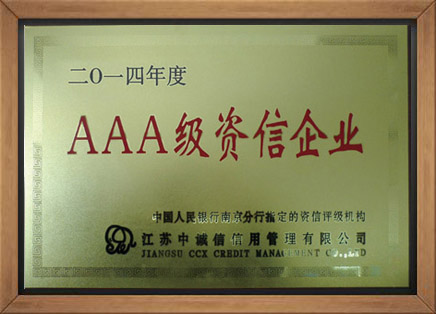 二〇一四年度
AAA级资信企业
中国人民银行南京分行指定的资信评级机构
江苏中诚信信用管理有限公司
JIANGSU CCX CREDIT MANAGEMENT CO.,LTD